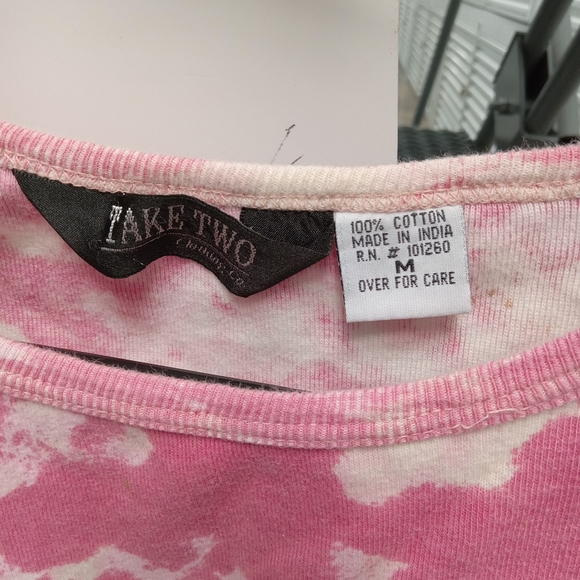 TAKE TWO
Clothing Co.
100% COTTON
MADE IN INDIA
R.N. # 101260
M
OVER FOR CARE